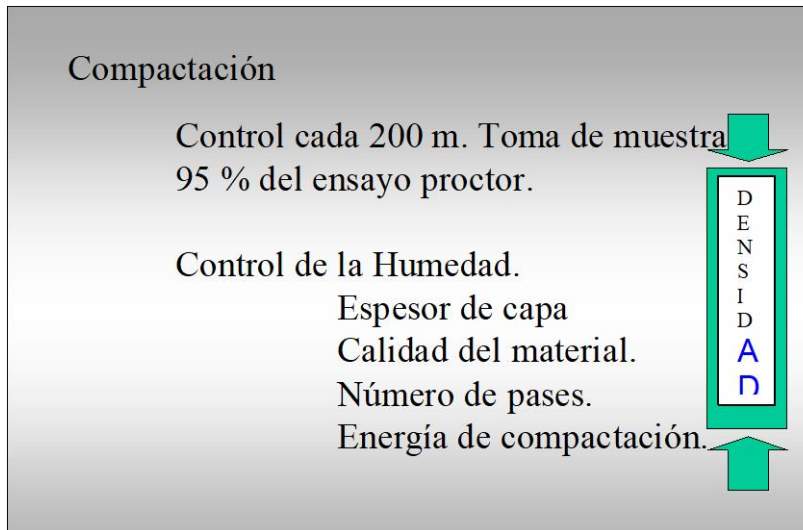 Compactación
Control cada 200 m. Toma de muestra
95 % del ensayo proctor.
Control de la Humedad.
Espesor de capa
Calidad del material.
Número de pases.
Energía de compactación.
D
E
N
S
I
D
A
D